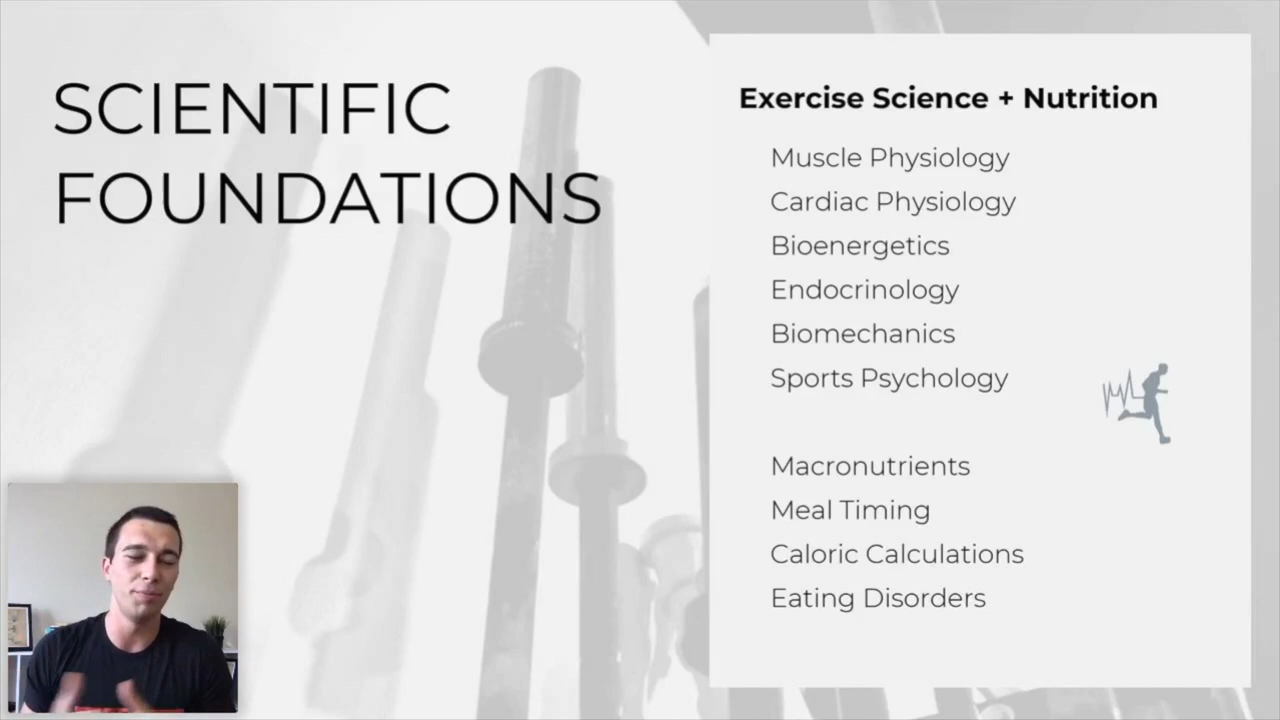 SCIENTIFIC
FOUNDATIONS
Exercise Science + Nutrition
Muscle Physiology
Cardiac Physiology
Bioenergetics
Endocrinology
Biomechanics
Sports Psychology
Macronutrients
Meal Timing
Caloric Calculations
Eating Disorders